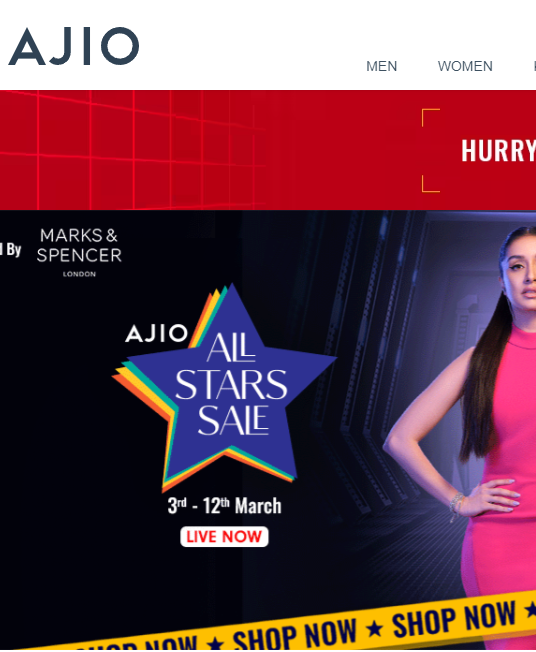 AJIO
MEN WOMEN
HURRY
By
MARKS &
SPENCER
LONDON
AJIO
ALL
STARS
SALE
3rd - 12th March
LIVE NOW
SHOP NOW ★ SHOP NOW ★ SHOP NOW ★